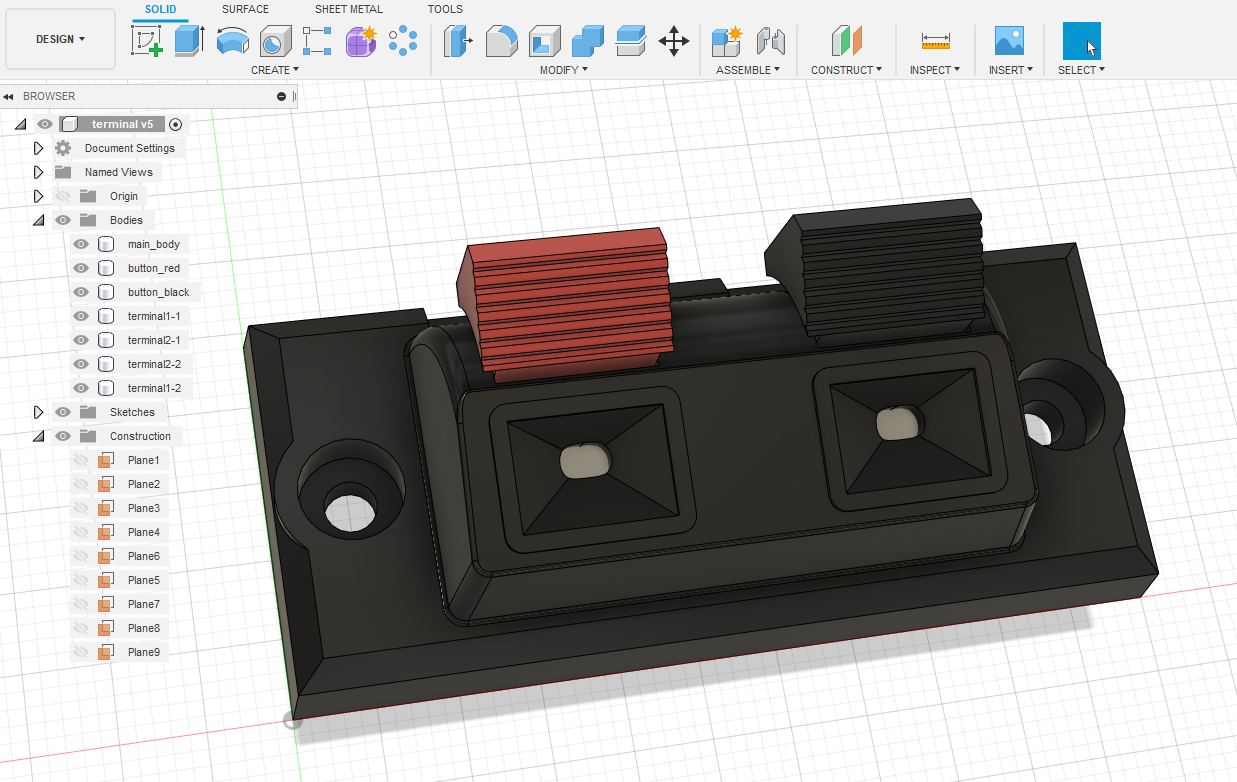 SOLID SURFACE SHEET METAL TOOLS
DESIGN
CREATE MODIFY ASSEMBLE CONSTRUCT INSPECT INSERT SELECT
BROWSER
terminal v5
Document Settings
Named Views
Origin
Bodies
main_body
button_red
button_black
terminal1-1
terminal2-1
terminal2-2
terminal1-2
Sketches
Construction
Plane1
Plane2
Plane3
Plane4
Plane6
Plane5
Plane7
Plane8
Plane9